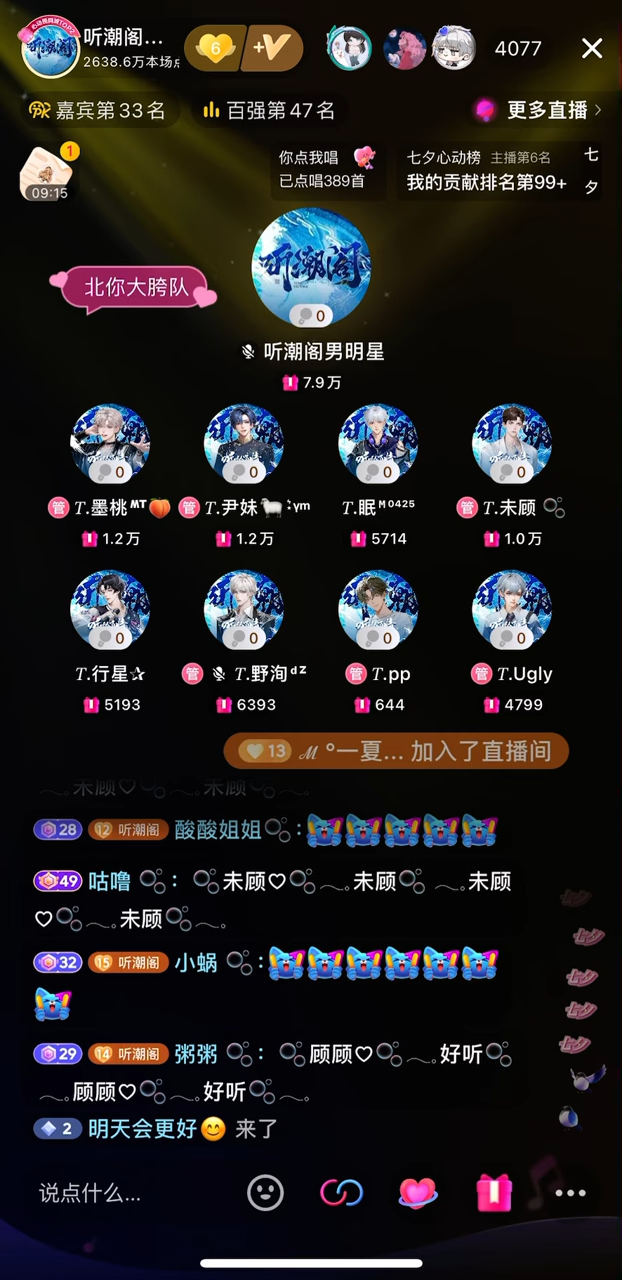 听潮阁...
2638.6万本场点
6
+V
4077
嘉宾第33名
百强第47名
更多直播
1
09:15
你点我唱
已点唱389首
七夕心动榜 主播第6名
我的贡献排名第99+
七
夕
听潮阁
北你大胯队
0
听潮阁男明星
7.9万
0 0 0 0
管 T.墨桃ᴹᵀ🍑 管 T.尹妹🐑ᵎʸᵐ T.眠ᴹ⁰⁴²⁵ 管 T.未顾🫧
1.2万 1.2万 5714 1.0万
0 0 0 0
T.行星✰ 管 T.野洵ᵈᶻ 管 T.pp 管 T.Ugly
5193 6393 644 4799
13 ℳ °一夏... 加入了直播间
未顾♡🫧 ﹏.未顾🫧﹏.
28 12 听潮阁 酸酸姐姐🫧:
49 咕噜🫧: 🫧未顾♡🫧﹏.未顾🫧﹏.未顾
♡🫧﹏.未顾🫧﹏.
32 15 听潮阁 小蜗🫧:
29 14 听潮阁 粥粥🫧: 🫧顾顾♡🫧﹏.好听🫧
﹏.顾顾♡🫧﹏.好听🫧﹏.
2 明天会更好😊 来了
说点什么...